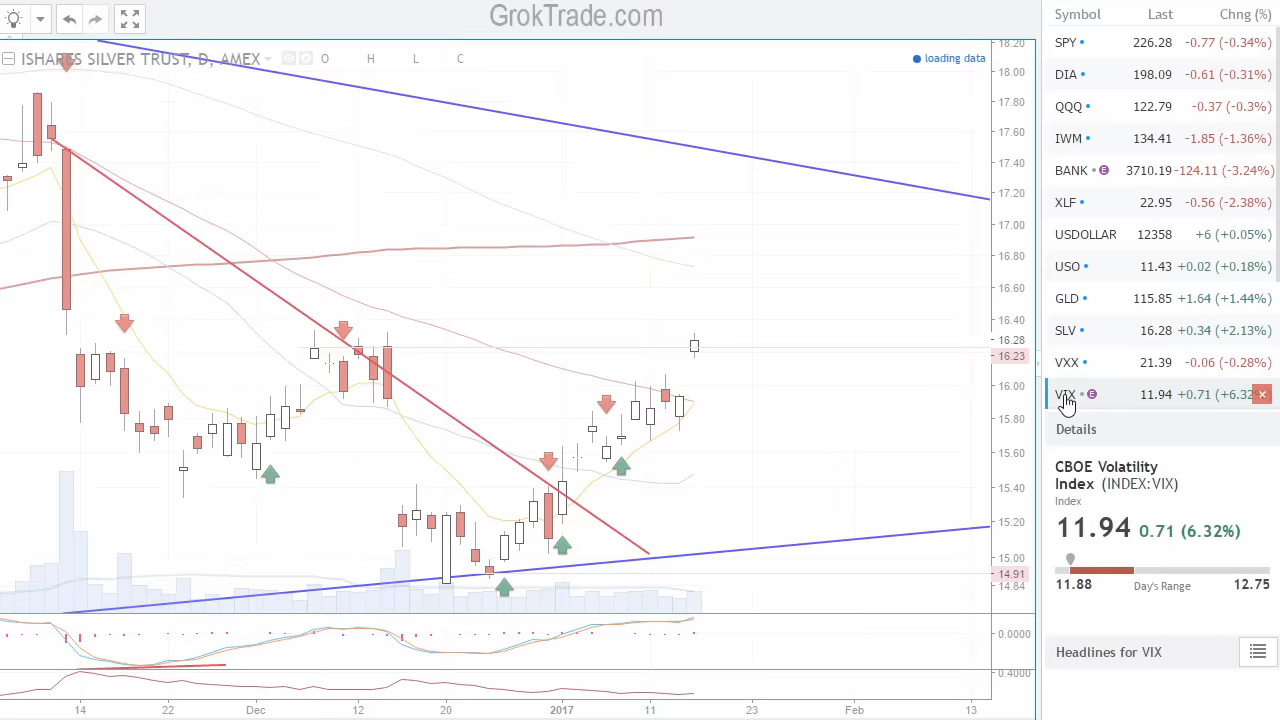 GrokTrade.com
ISHARES SILVER TRUST, D, AMEX O H L C
loading data
18.20
18.00
17.80
17.60
17.40
17.20
17.00
16.80
16.60
16.40
16.28
16.23
16.00
15.80
15.60
15.40
15.20
15.00
14.91
14.84
0.0000
0.4000
14 22 Dec 12 20 2017 11 23 Feb 13
Symbol Last Chng (%)
SPY 226.28 -0.77 (-0.34%)
DIA 198.09 -0.61 (-0.31%)
QQQ 122.79 -0.37 (-0.3%)
IWM 134.41 -1.85 (-1.36%)
BANK E 3710.19 -124.11 (-3.24%)
XLF 22.95 -0.56 (-2.38%)
USDOLLAR 12358 +6 (+0.05%)
USO 11.43 +0.02 (+0.18%)
GLD 115.85 +1.64 (+1.44%)
SLV 16.28 +0.34 (+2.13%)
VXX 21.39 -0.06 (-0.28%)
VIX E 11.94 +0.71 (+6.32
Details
CBOE Volatility
Index (INDEX:VIX)
Index
11.94 0.71 (6.32%)
11.88 Day's Range 12.75
Headlines for VIX